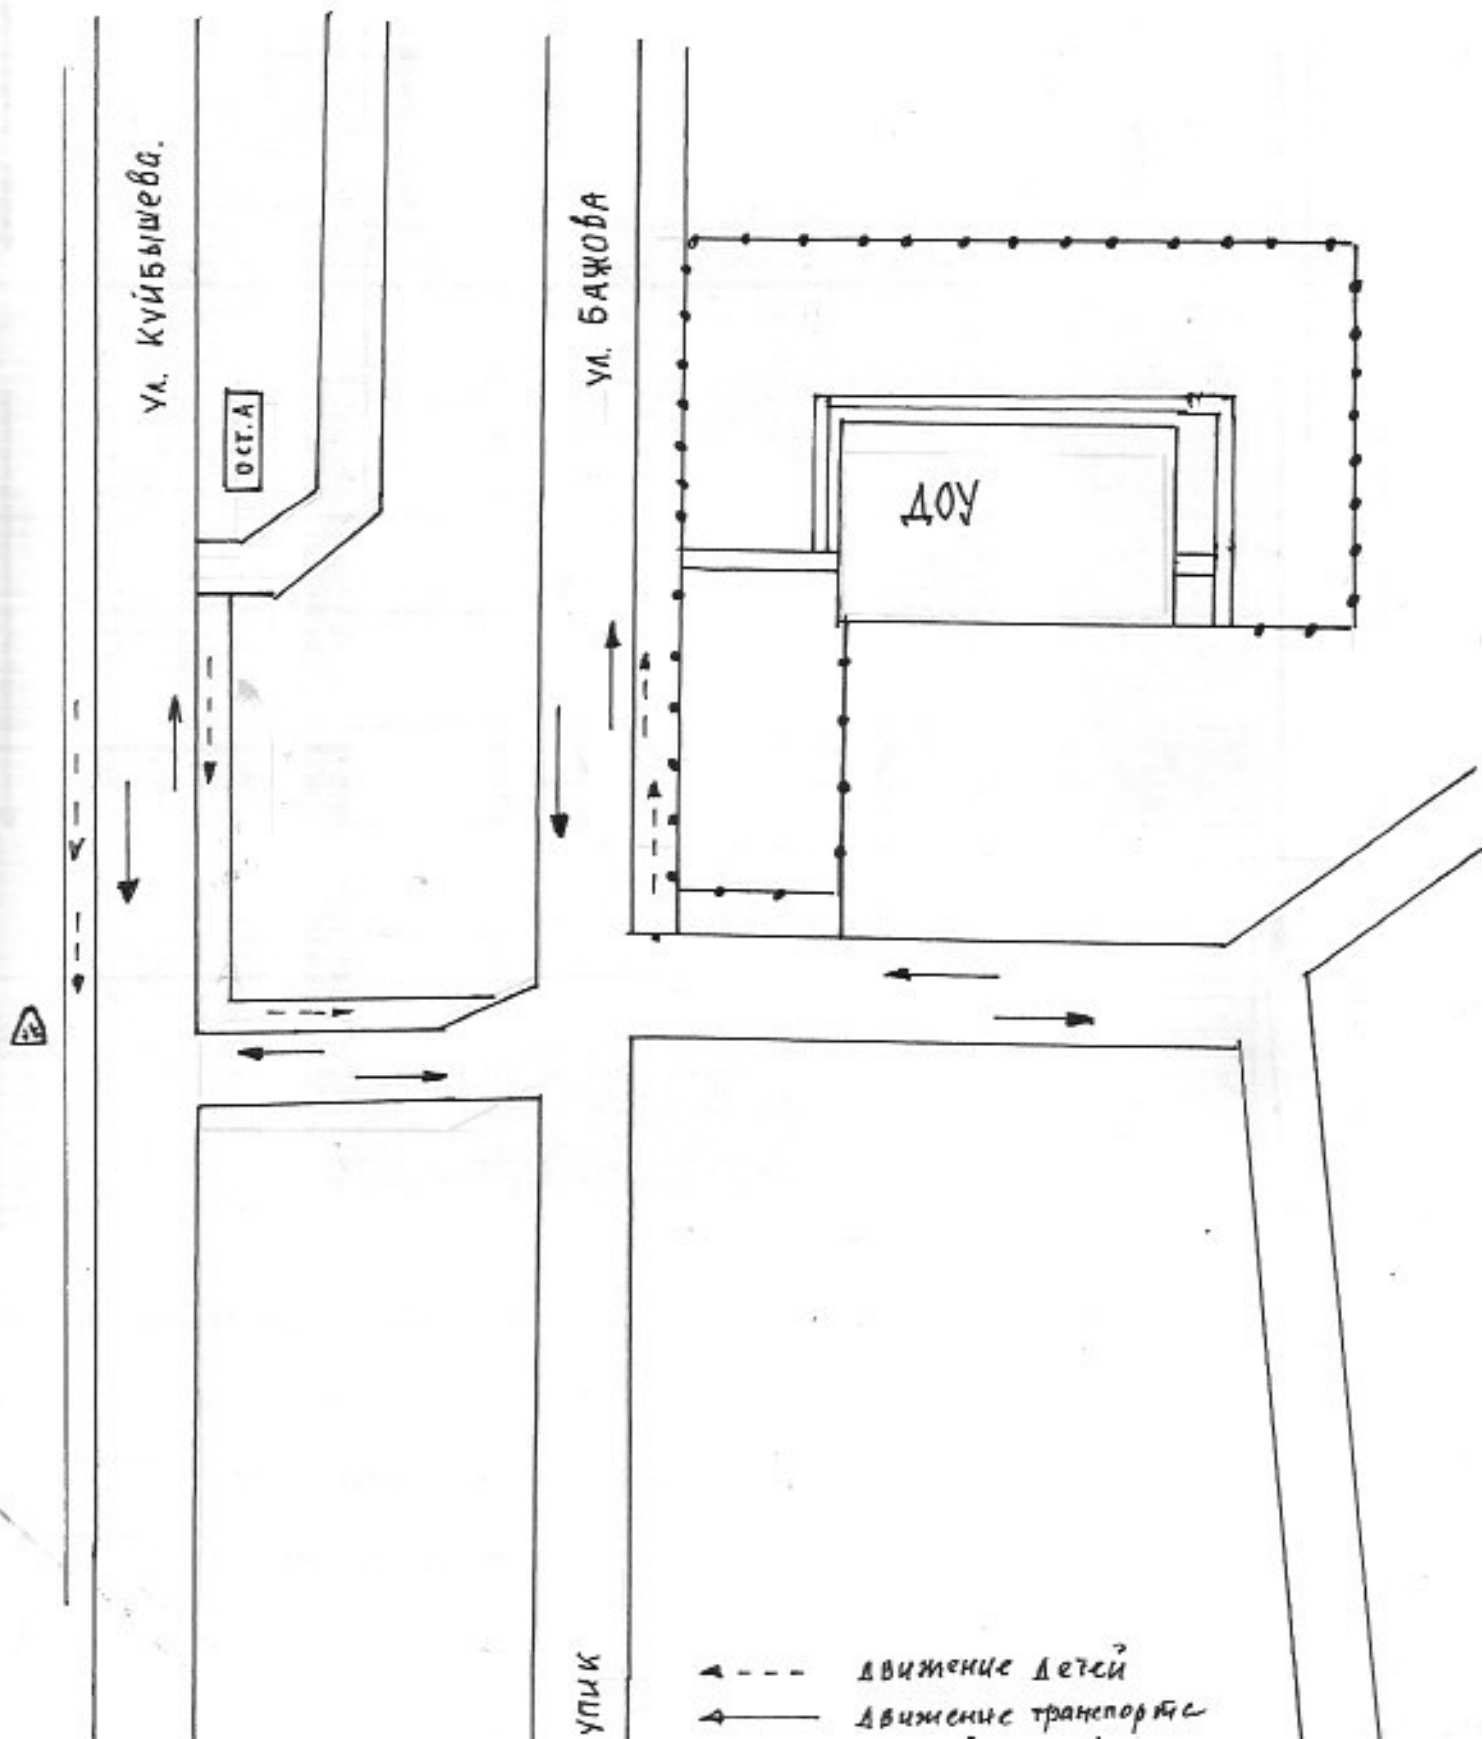 ул. КУЙБЫШЕВА.
ул. БАЖОВА
ост. А
ДОУ
УПИК
движение детей
движение транспорта